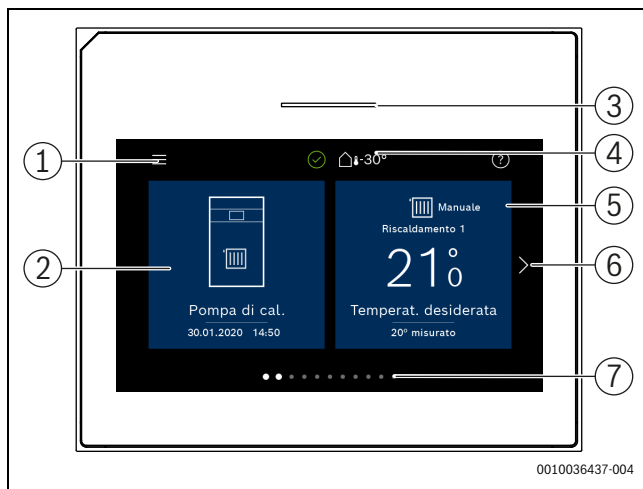 3
1
4
-30°
?
Manuale
5
Riscaldamento 1
21°0
6
2
Pompa di cal.
Temperat. desiderata
30.01.2020 14:50
20° misurato
7
0010036437-004